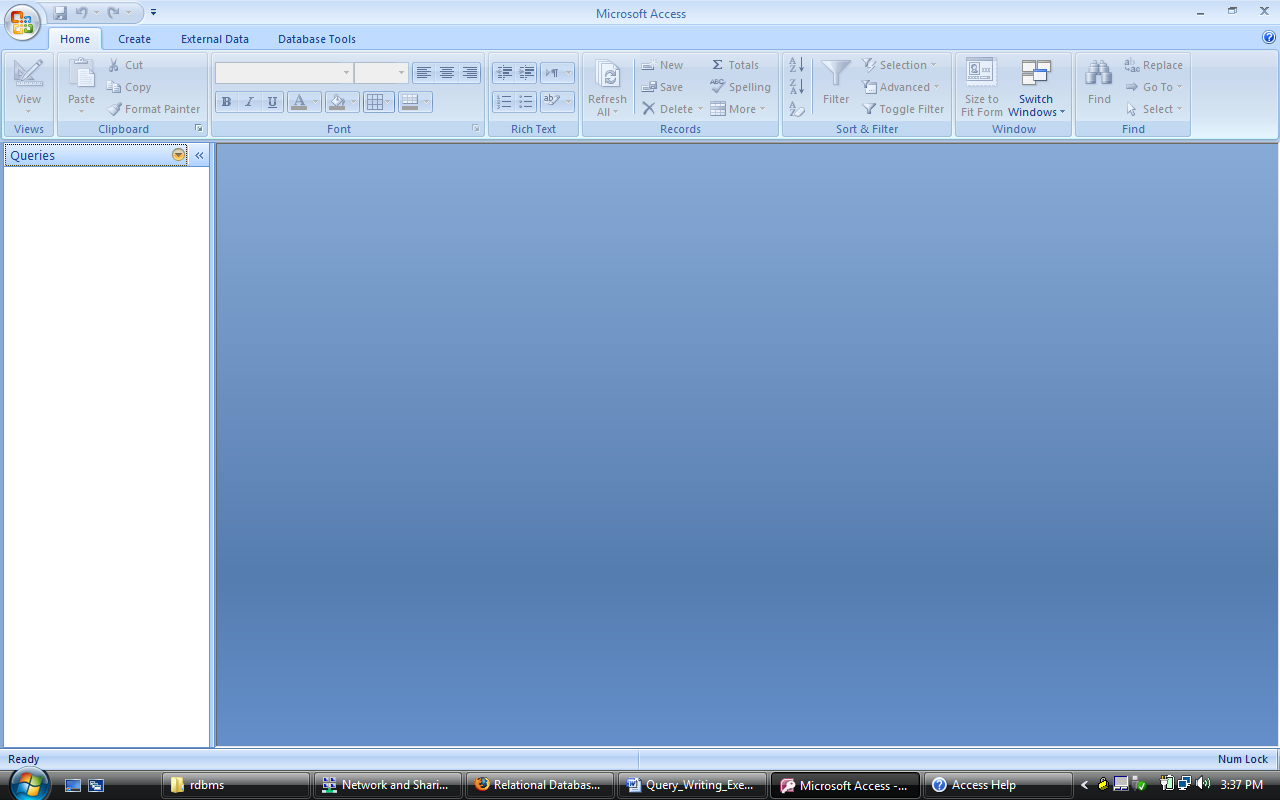 Microsoft Access
Home Create External Data Database Tools
View Paste Cut Copy Format Painter
B I U A
Refresh All New Save Delete Totals Spelling More
Filter Selection Advanced Toggle Filter
Size to Fit Form Switch Windows
Find Replace Go To Select
Views Clipboard Font Rich Text Records Sort & Filter Window Find
Queries
Ready Num Lock
rdbms Network and Shari... Relational Databas... Query_Writing_Exe... Microsoft Access -... Access Help 3:37 PM